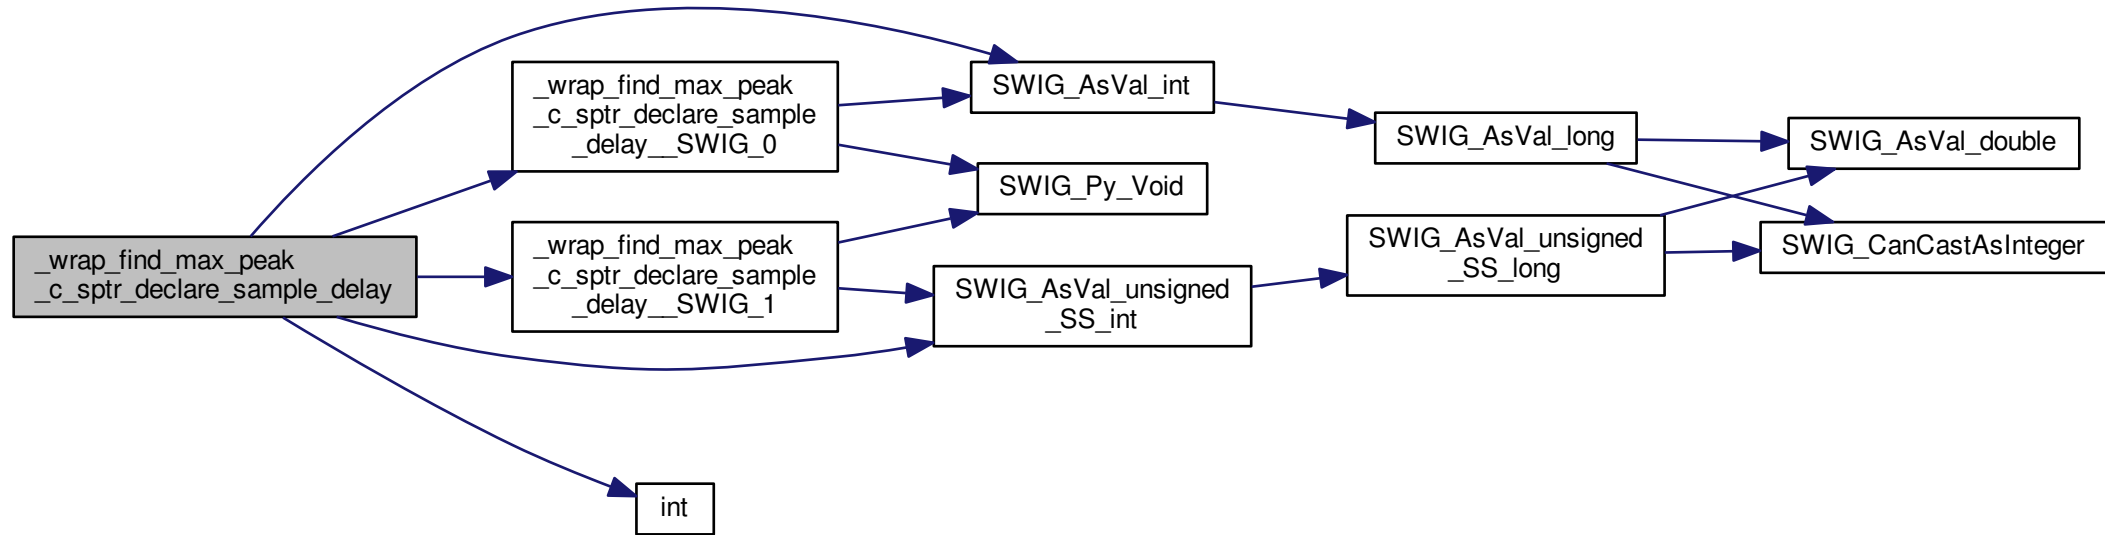 _wrap_find_max_peak
_c_sptr_declare_sample_delay
_wrap_find_max_peak
_c_sptr_declare_sample
_delay__SWIG_0
_wrap_find_max_peak
_c_sptr_declare_sample
_delay__SWIG_1
int
SWIG_AsVal_int
SWIG_Py_Void
SWIG_AsVal_unsigned
_SS_int
SWIG_AsVal_long
SWIG_AsVal_unsigned
_SS_long
SWIG_AsVal_double
SWIG_CanCastAsInteger